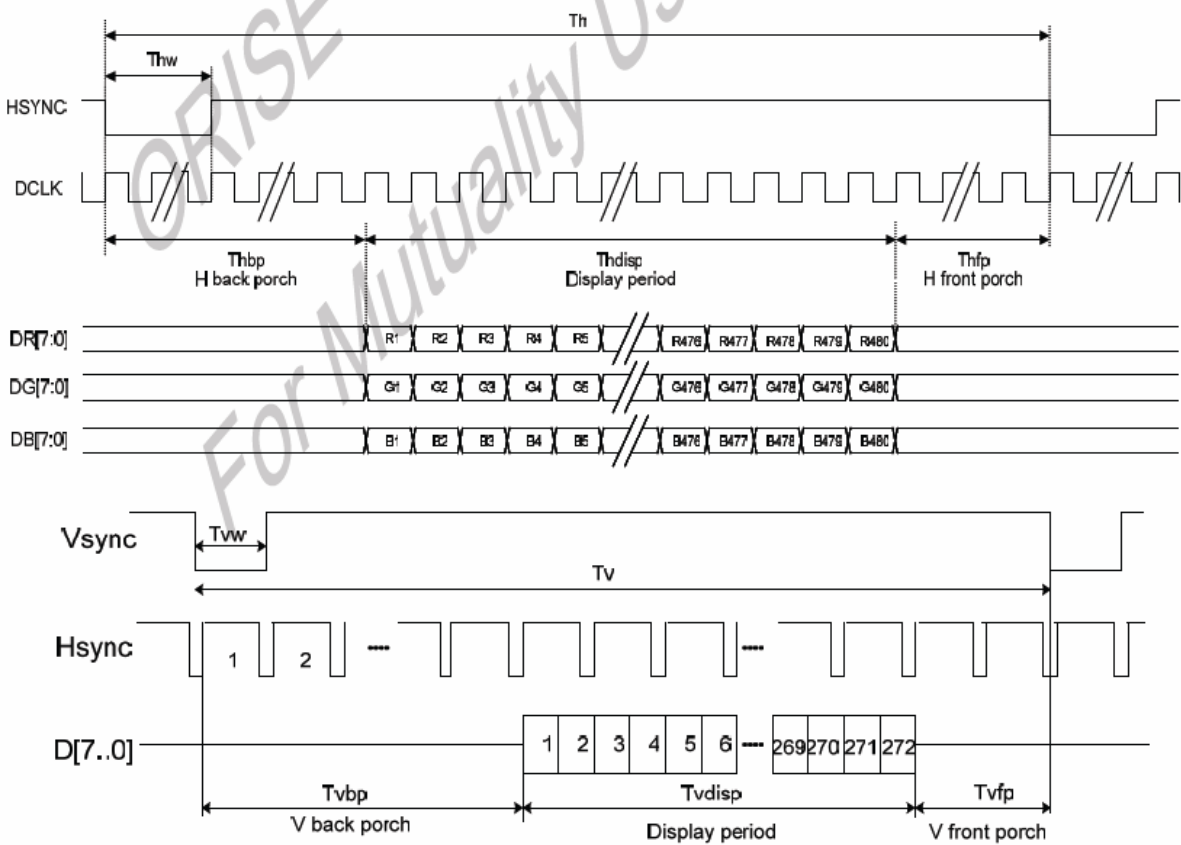 Th
Thw
HSYNC
DCLK
Thbp Thdisp Thfp
H back porch Display period H front porch
DR[7:0] R1 R2 R3 R4 R5 R476 R477 R478 R479 R480
DG[7:0] G1 G2 G3 G4 G5 G476 G477 G478 G479 G480
DB[7:0] B1 B2 B3 B4 B5 B476 B477 B478 B479 B480
ORISE
For Mutuality
Vsync Tvw
Tv
Hsync 1 2 ---- ----
D[7..0] 1 2 3 4 5 6 ---- 269 270 271 272
Tvbp Tvdisp Tvfp
V back porch Display period V front porch